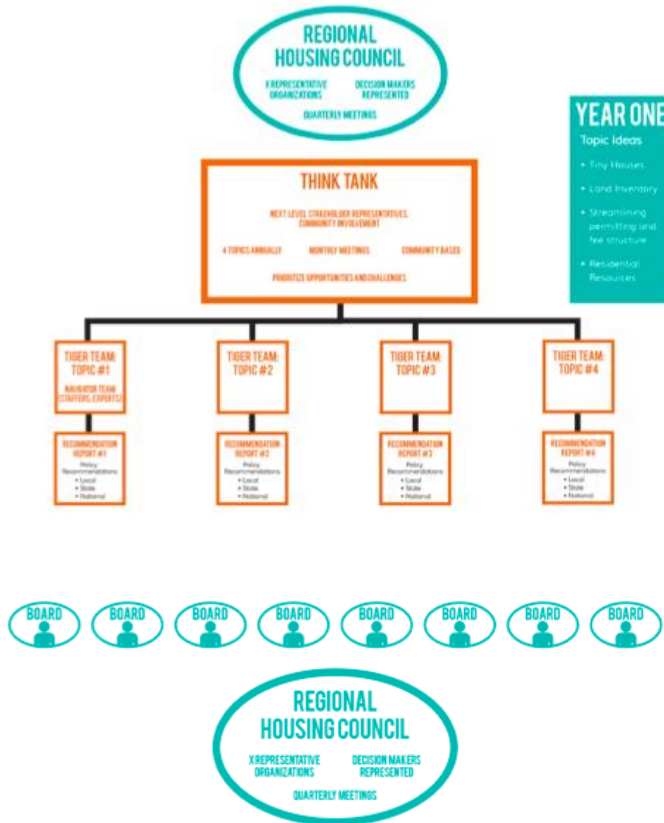 REGIONAL
HOUSING COUNCIL
X REPRESENTATIVE
ORGANIZATIONS
DECISION MAKERS
REPRESENTED
QUARTERLY MEETINGS
YEAR ONE
Topic Ideas
• Tiny Houses
• Land Inventory
• Streamlining
permitting and
fee structure
• Residential
Resources
THINK TANK
NEXT LEVEL STAKEHOLDER REPRESENTATIVES,
COMMUNITY INVOLVEMENT
4 TOPICS ANNUALLY
MONTHLY MEETINGS
COMMUNITY BASED
PRIORITIZE OPPORTUNITIES AND CHALLENGES
TIGER TEAM:
TOPIC #1
NAVIGATOR TEAM
(STAFFERS, EXPERTS)
TIGER TEAM:
TOPIC #2
TIGER TEAM:
TOPIC #3
TIGER TEAM:
TOPIC #4
RECOMMENDATION
REPORT #1
Policy
Recommendations
• Local
• State
• National
RECOMMENDATION
REPORT #2
Policy
Recommendations
• Local
• State
• National
RECOMMENDATION
REPORT #3
Policy
Recommendations
• Local
• State
• National
RECOMMENDATION
REPORT #4
Policy
Recommendations
• Local
• State
• National
BOARD
BOARD
BOARD
BOARD
BOARD
BOARD
BOARD
BOARD
REGIONAL
HOUSING COUNCIL
X REPRESENTATIVE
ORGANIZATIONS
DECISION MAKERS
REPRESENTED
QUARTERLY MEETINGS